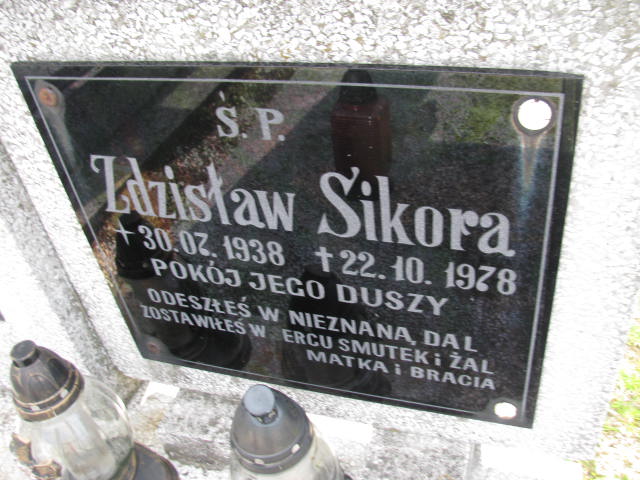 Ś. P.
Zdzisław Sikora
+ 30.07.1938 † 22.10.1978
POKÓJ JEGO DUSZY
ODESZŁEŚ W NIEZNANĄ, DAL
ZOSTAWIŁEŚ W ERCU SMUTEK i ŻAL
MATKA i BRACIA